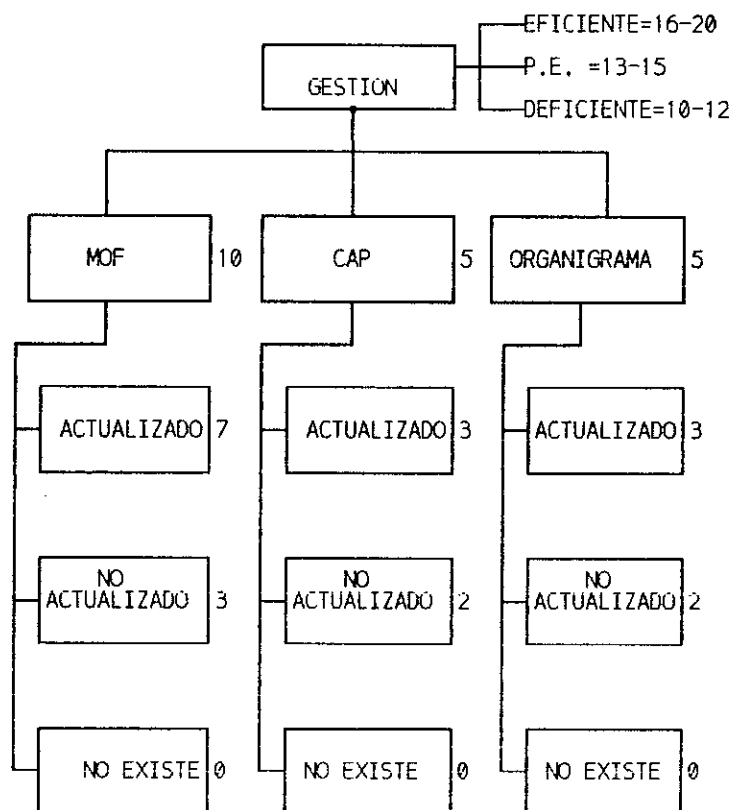 EFICIENTE=16-20
GESTION
P.E. =13-15
DEFICIENTE=10-12
MOF 10
CAP 5
ORGANIGRAMA 5
ACTUALIZADO 7
ACTUALIZADO 3
ACTUALIZADO 3
NO
ACTUALIZADO 3
NO
ACTUALIZADO 2
NO
ACTUALIZADO 2
NO EXISTE 0
NO EXISTE 0
NO EXISTE 0